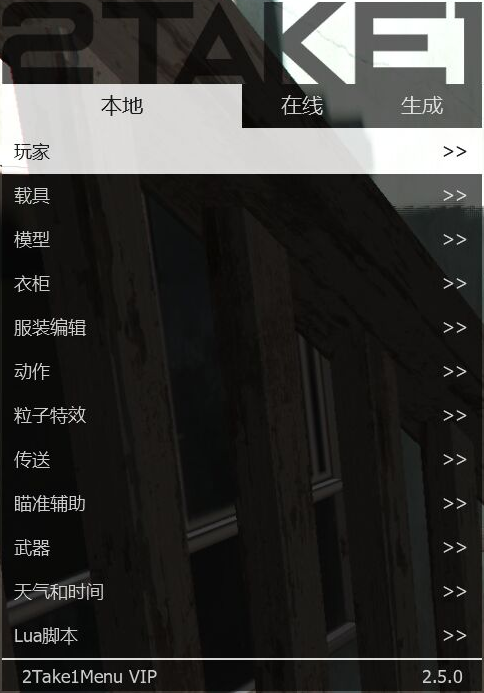 2TAKE1
本地 在线 生成
玩家 >>
载具 >>
模型 >>
衣柜 >>
服装编辑 >>
动作 >>
粒子特效 >>
传送 >>
瞄准辅助 >>
武器 >>
天气和时间 >>
Lua脚本 >>
2Take1Menu VIP 2.5.0